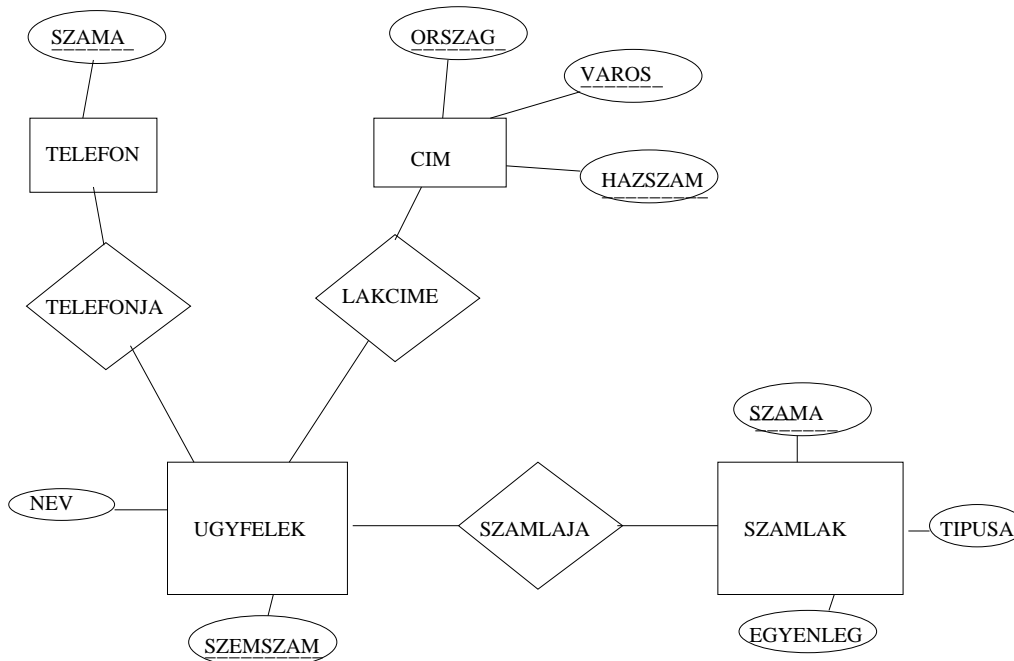 SZAMA
ORSZAG
VAROS
TELEFON
CIM
HAZSZAM
TELEFONJA
LAKCIME
SZAMA
NEV
UGYFELEK
SZAMLAJA
SZAMLAK
TIPUSA
SZEMSZAM
EGYENLEG